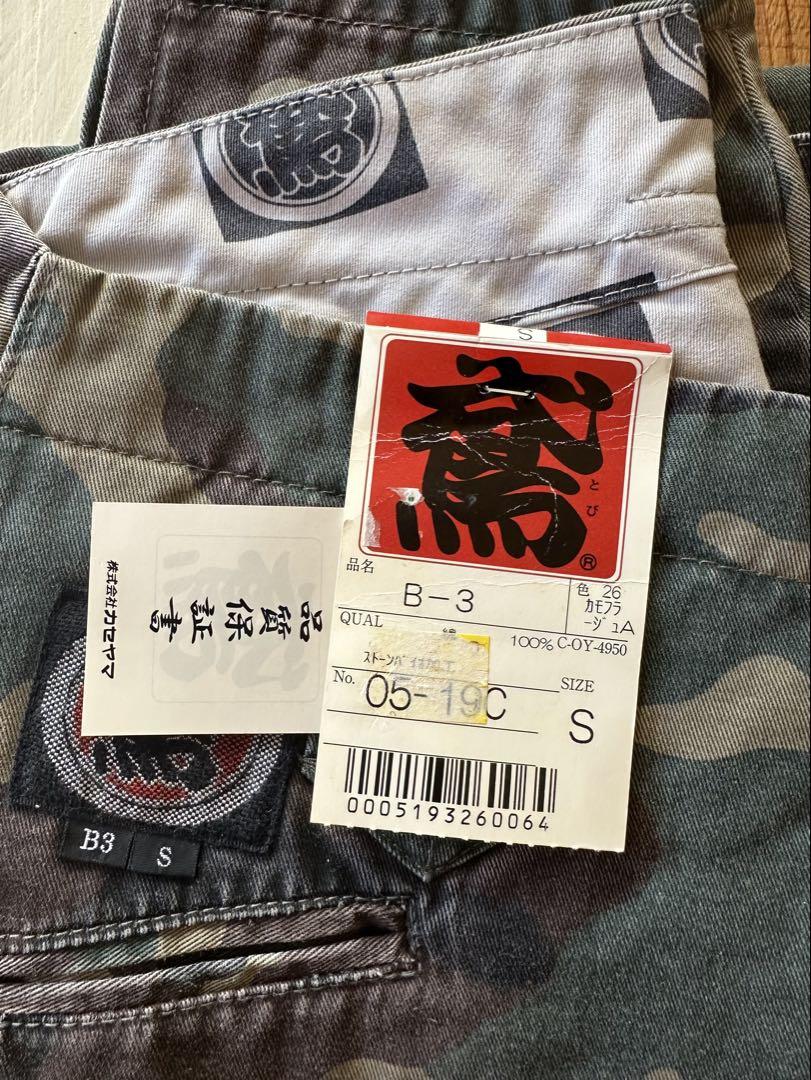 S
鳶
とび
®
品名
B-3
色 26
カモフラ
ージュA
QUAL
100% C-OY-4950
No.
05-19C
SIZE
S
0005193260064
品質保証書
株式会社カセヤマ
B3
S